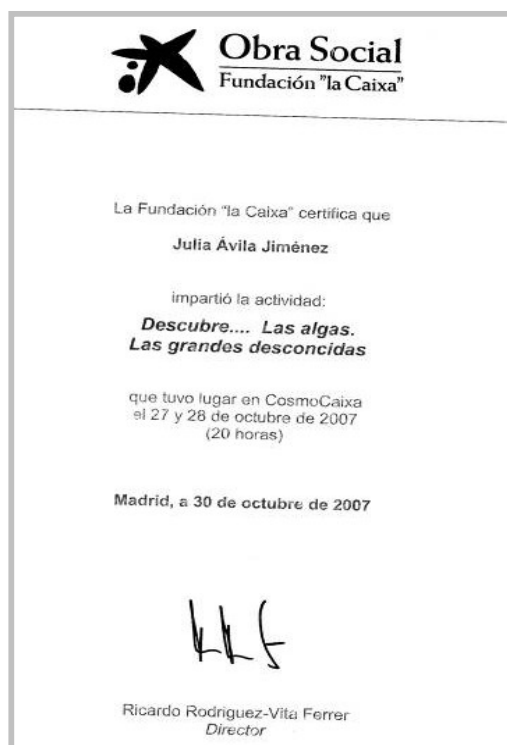 Obra Social
Fundación "la Caixa"
La Fundación "la Caixa" certifica que
Julia Ávila Jiménez
impartió la actividad:
Descubre.... Las algas.
Las grandes desconcidas
que tuvo lugar en CosmoCaixa
el 27 y 28 de octubre de 2007
(20 horas)
Madrid, a 30 de octubre de 2007
Ricardo Rodríguez-Vita Ferrer
Director